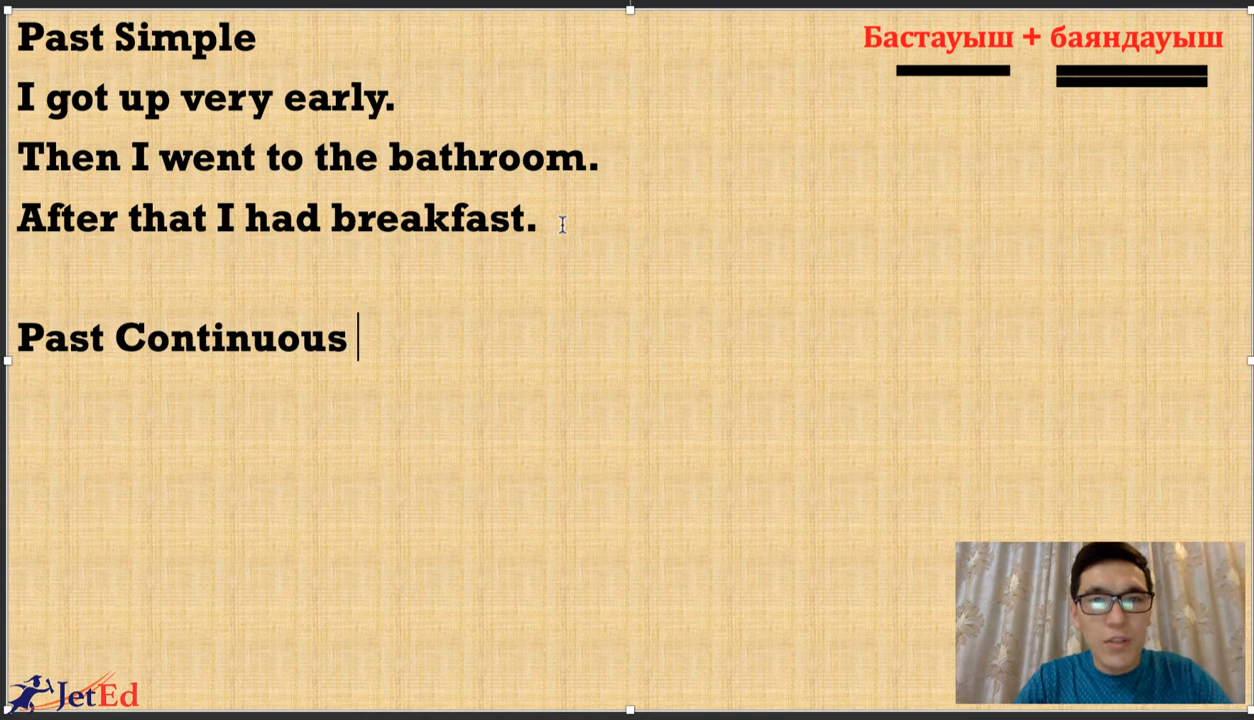 Past Simple
Бастауыш + баяндауыш
I got up very early.
Then I went to the bathroom.
After that I had breakfast.
Past Continuous
JetEd